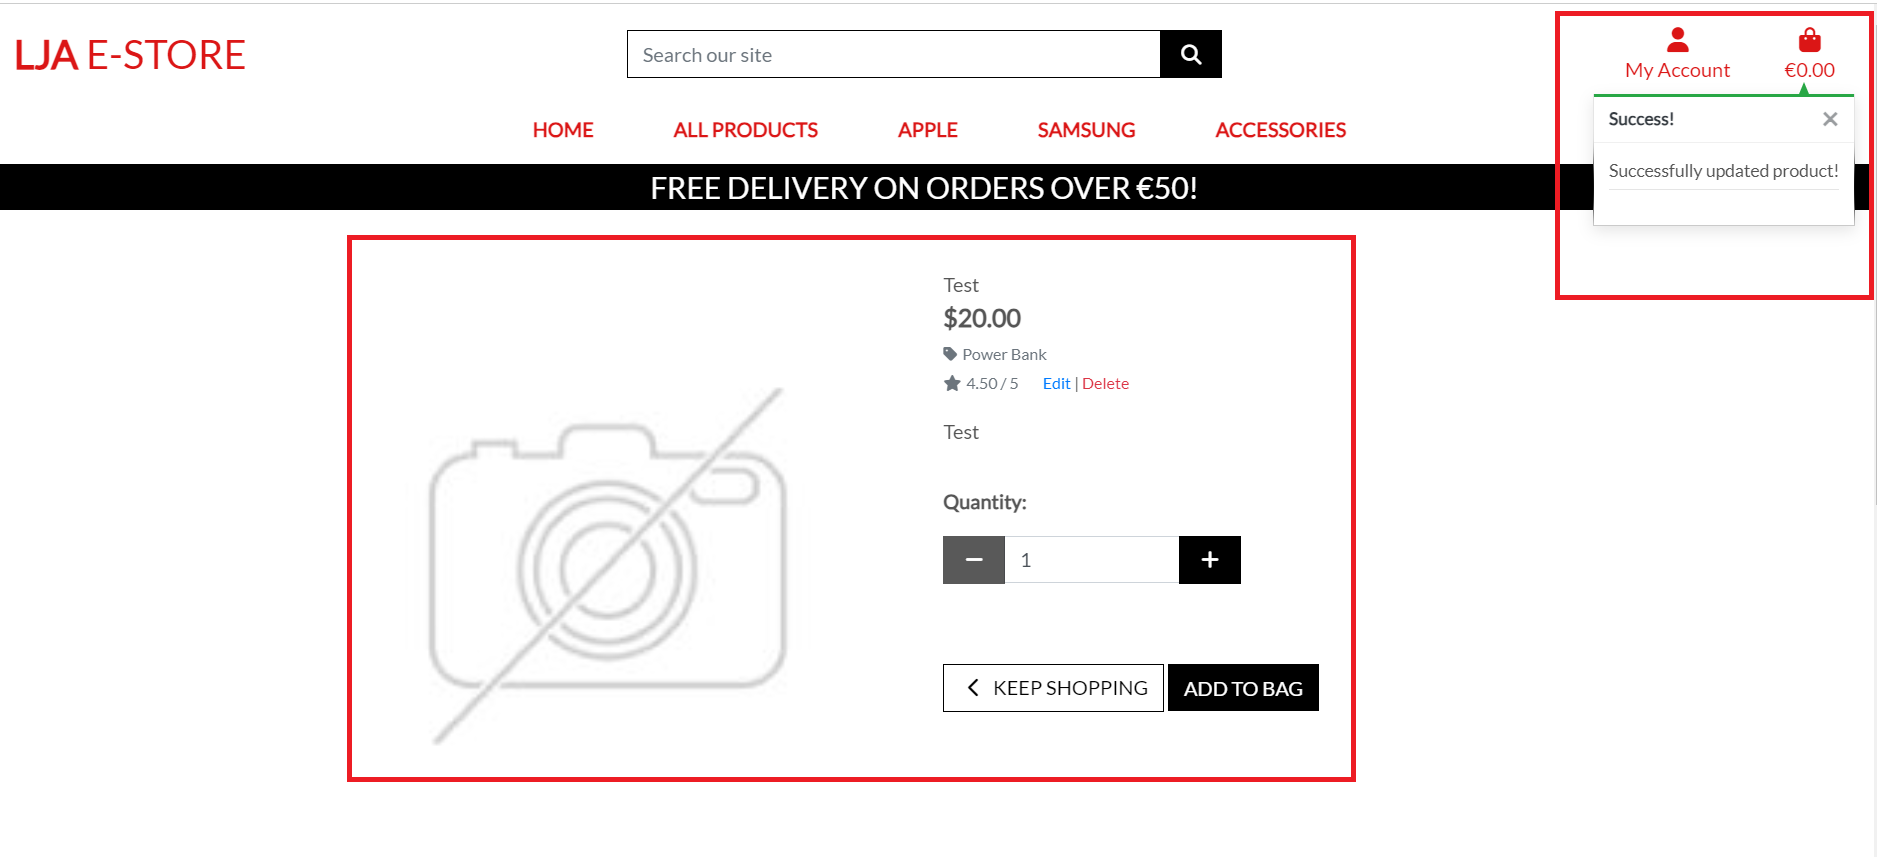 LJA E-STORE
Search our site
My Account
€0.00
HOME
ALL PRODUCTS
APPLE
SAMSUNG
ACCESSORIES
Success!
Successfully updated product!
FREE DELIVERY ON ORDERS OVER €50!
Test
$20.00
Power Bank
4.50 / 5 Edit | Delete
Test
Quantity:
1
KEEP SHOPPING
ADD TO BAG